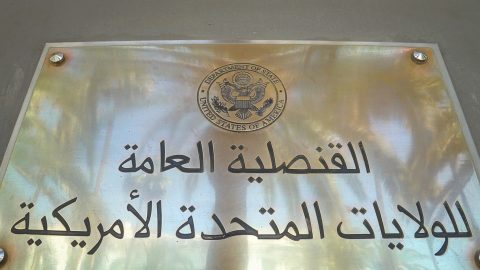 DEPARTMENT OF STATE
UNITED STATES OF AMERICA
القنصلية العامة
للولايات المتحدة الأمريكية